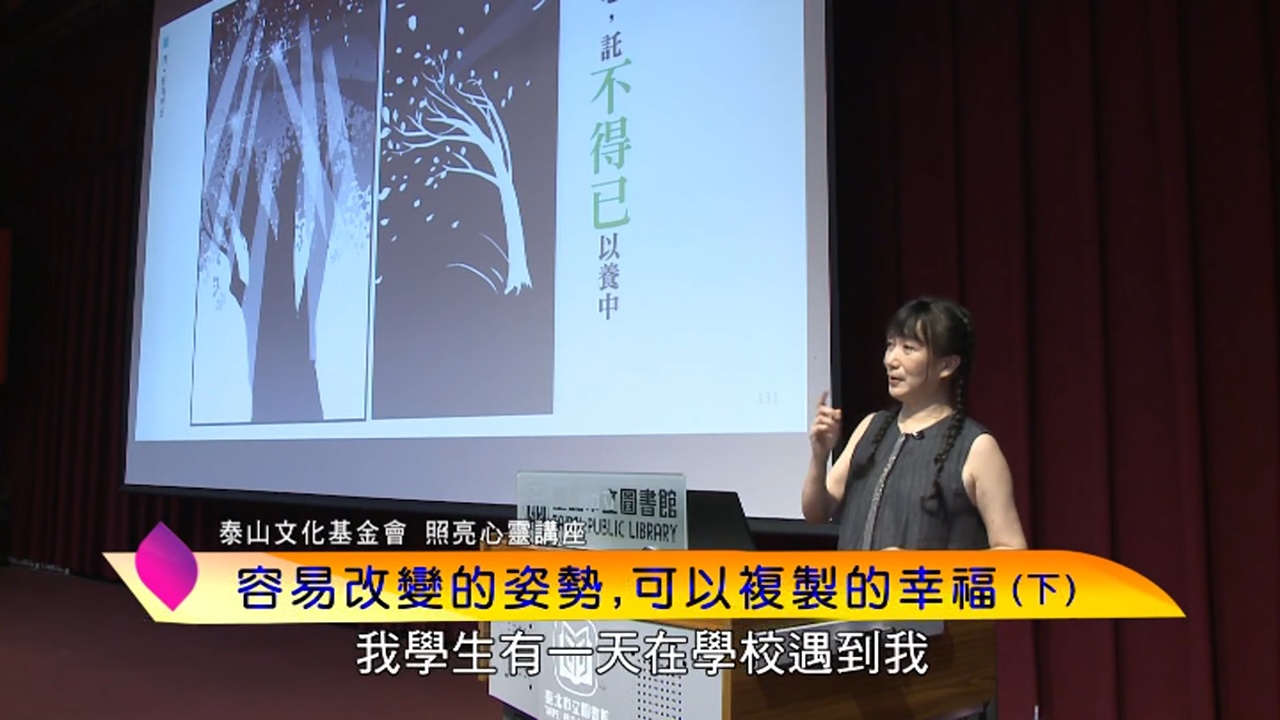 託不得已以養中
131
立圖書館
PUBLIC LIBRARY
泰山文化基金會 照亮心靈講座
容易改變的姿勢,可以複製的幸福(下)
我學生有一天在學校遇到我